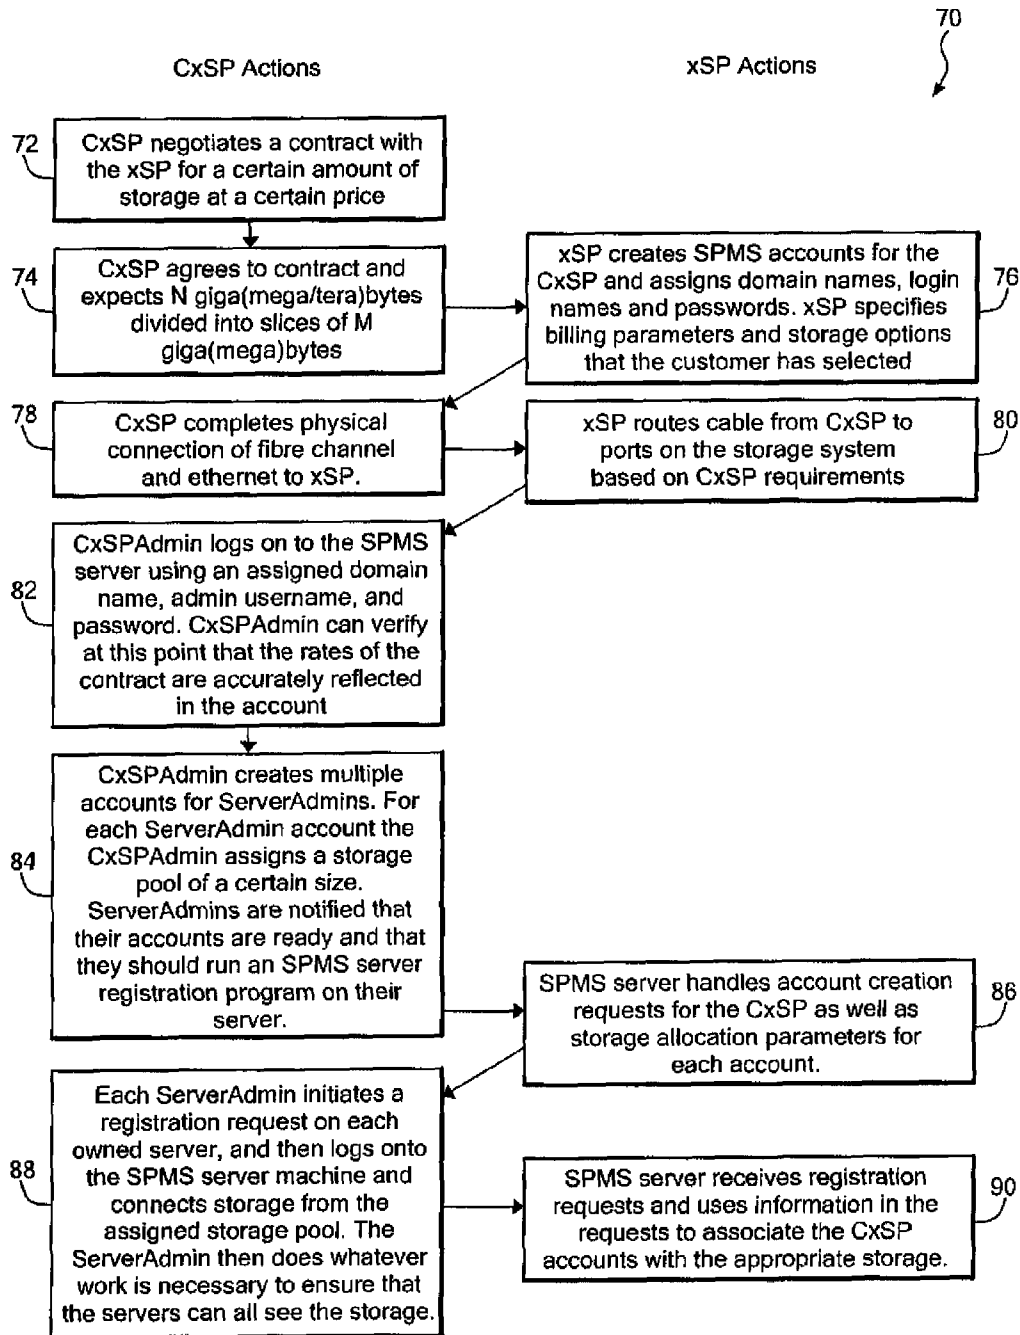 70
CxSP Actions
xSP Actions
72
CxSP negotiates a contract with
the xSP for a certain amount of
storage at a certain price
74
CxSP agrees to contract and
expects N giga(mega/tera)bytes
divided into slices of M
giga(mega)bytes
xSP creates SPMS accounts for the
CxSP and assigns domain names, login
names and passwords. xSP specifies
billing parameters and storage options
that the customer has selected
76
78
CxSP completes physical
connection of fibre channel
and ethernet to xSP.
xSP routes cable from CxSP to
ports on the storage system
based on CxSP requirements
80
82
CxSPAdmin logs on to the SPMS
server using an assigned domain
name, admin username, and
password. CxSPAdmin can verify
at this point that the rates of the
contract are accurately reflected
in the account
84
CxSPAdmin creates multiple
accounts for ServerAdmins. For
each ServerAdmin account the
CxSPAdmin assigns a storage
pool of a certain size.
ServerAdmins are notified that
their accounts are ready and that
they should run an SPMS server
registration program on their
server.
SPMS server handles account creation
requests for the CxSP as well as
storage allocation parameters for
each account.
86
88
Each ServerAdmin initiates a
registration request on each
owned server, and then logs onto
the SPMS server machine and
connects storage from the
assigned storage pool. The
ServerAdmin then does whatever
work is necessary to ensure that
the servers can all see the storage.
SPMS server receives registration
requests and uses information in the
requests to associate the CxSP
accounts with the appropriate storage.
90